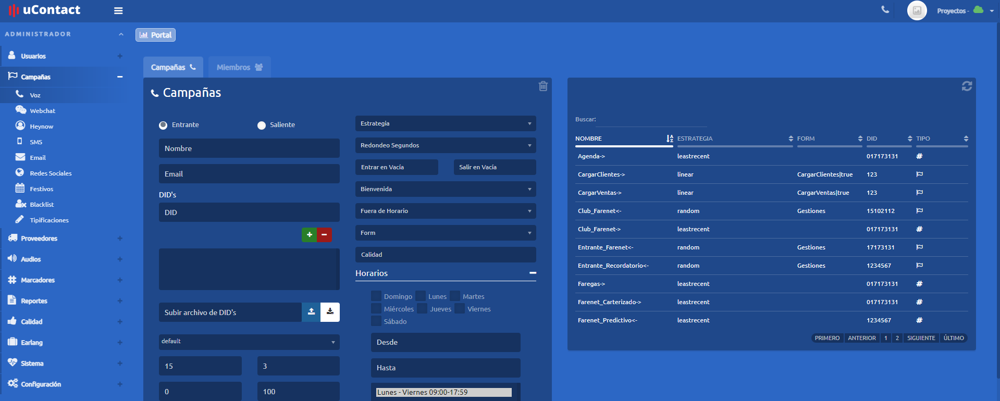 uContact
Proyectos -
ADMINISTRADOR
Usuarios
Campañas
Voz
Webchat
Heynow
SMS
Email
Redes Sociales
Festivos
Blacklist
Tipificaciones
Proveedores
Audios
Marcadores
Reportes
Calidad
Earlang
Sistema
Configuración
Portal
Campañas
Miembros
Campañas
Entrante
Saliente
Nombre
Email
DID's
DID
Subir archivo de DID's
default
15
3
0
100
Estrategia
Redondeo Segundos
Entrar en Vacía
Salir en Vacía
Bienvenida
Fuera de Horario
Form
Calidad
Horarios
Domingo Lunes Martes
Miércoles Jueves Viernes
Sábado
Desde
Hasta
Lunes - Viernes 09:00-17:59
Buscar:
NOMBRE ESTRATEGIA FORM DID TIPO
Agenda-> leastrecent 017173131 #
CargarClientes-> linear CargarClientes|true 123
CargarVentas-> linear CargarVentas|true 123
Club_Farenet<- random Gestiones 15102112
Club_Farenet-> leastrecent 017173131 #
Entrante_Farenet<- random Gestiones 17173131
Entrante_Recordatorio<- random Gestiones 1234567
Faregas-> leastrecent 017173131 #
Farenet_Carterizado-> leastrecent 017173131 #
Farenet_Predictivo<- leastrecent 1234567 #
PRIMERO ANTERIOR 1 2 SIGUIENTE ÚLTIMO